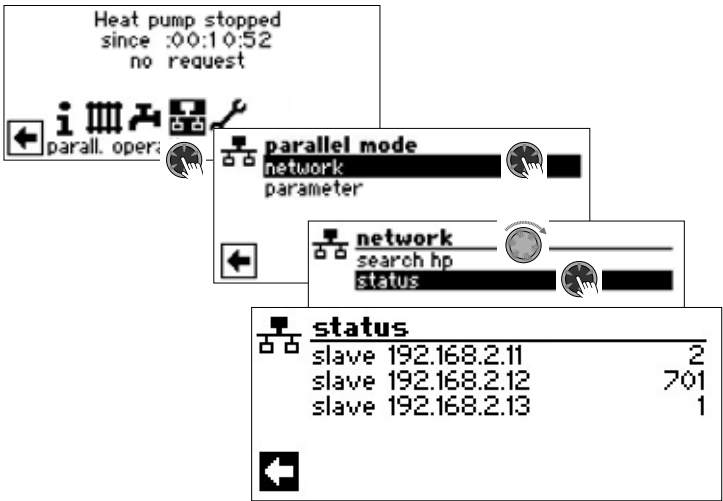 Heat pump stopped
since :00:10:52
no request
parall. opera
parallel mode
network
parameter
network
search hp
status
status
slave 192.168.2.11 2
slave 192.168.2.12 701
slave 192.168.2.13 1